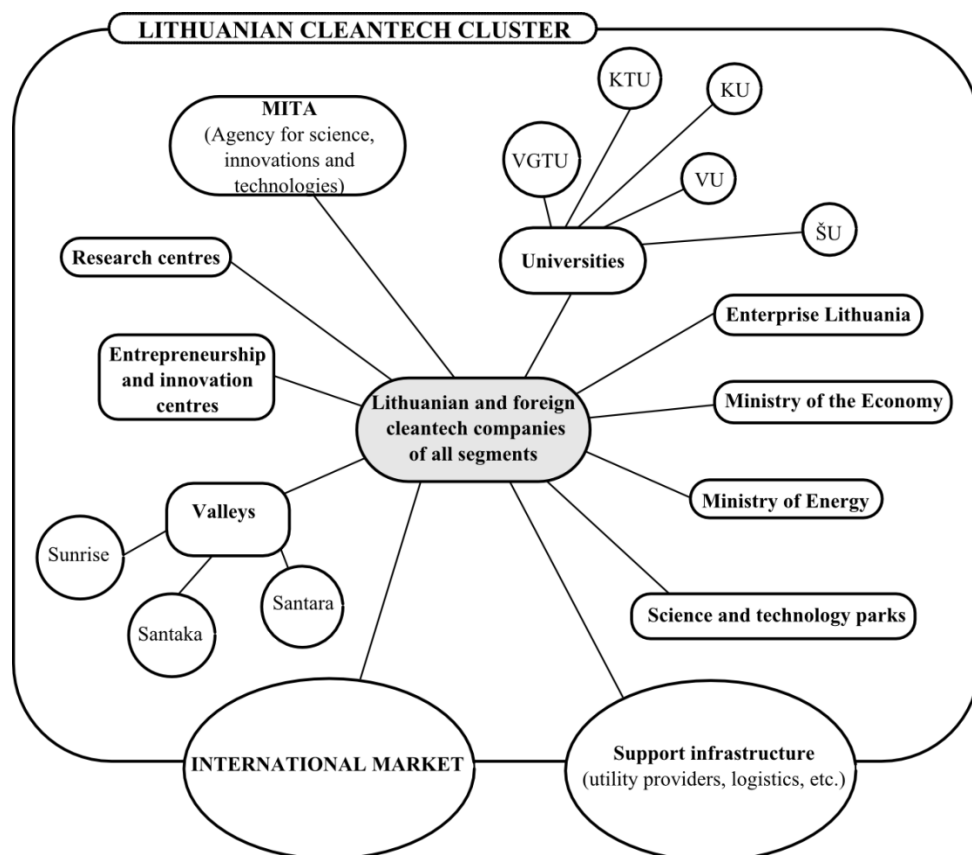 LITHUANIAN CLEANTECH CLUSTER
KTU
KU
MITA
(Agency for science,
innovations and
technologies)
VGTU
VU
ŠU
Research centres
Universities
Enterprise Lithuania
Entrepreneurship
and innovation
centres
Lithuanian and foreign
cleantech companies
of all segments
Ministry of the Economy
Valleys
Ministry of Energy
Sunrise
Santaka
Santara
Science and technology parks
INTERNATIONAL MARKET
Support infrastructure
(utility providers, logistics, etc.)